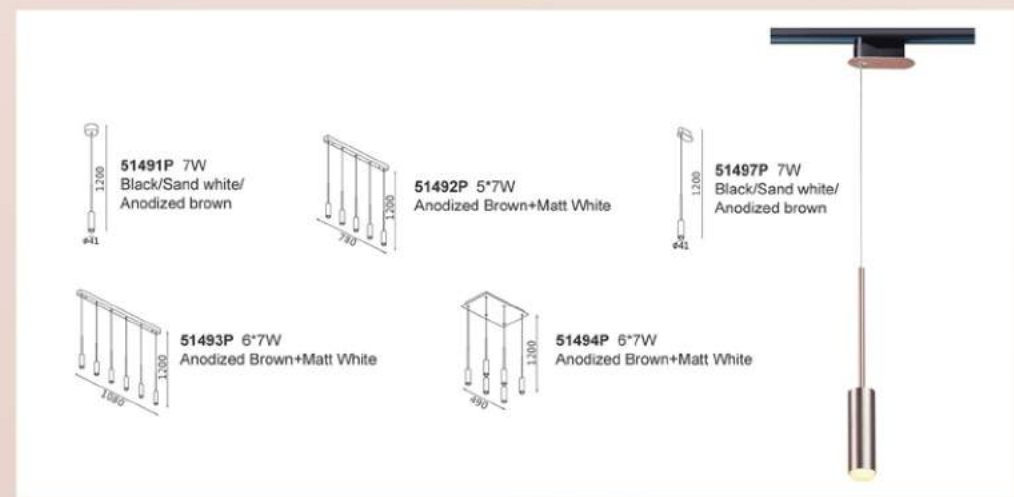 1200
ø41
51491P 7W
Black/Sand white/
Anodized brown
1200
780
51492P 5*7W
Anodized Brown+Matt White
1200
ø41
51497P 7W
Black/Sand white/
Anodized brown
1200
1080
51493P 6*7W
Anodized Brown+Matt White
1200
490
51494P 6*7W
Anodized Brown+Matt White